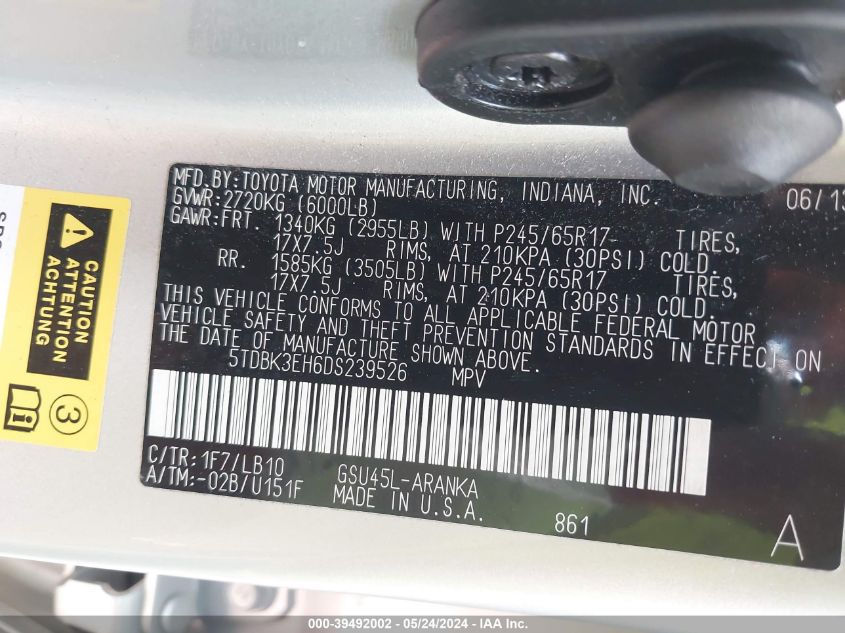 MFD.BY:TOYOTA MOTOR MANUFACTURING, INDIANA, INC. 06/13
GVWR:2720KG (6000LB)
GAWR:FRT. 1340KG (2955LB) WITH P245/65R17 TIRES,
17X7.5J RIMS, AT 210KPA (30PSI) COLD.
RR. 1585KG (3505LB) WITH P245/65R17 TIRES,
17X7.5J RIMS, AT 210KPA (30PSI) COLD.
THIS VEHICLE CONFORMS TO ALL APPLICABLE FEDERAL MOTOR
VEHICLE SAFETY AND THEFT PREVENTION STANDARDS IN EFFECT ON
THE DATE OF MANUFACTURE SHOWN ABOVE.
5TDBK3EH6DS239526 MPV
C/TR:1F7/LB10 GSU45L-ARANKA
A/TM:-02B/U151F MADE IN U.S.A.
861 A
CAUTION
ATTENTION
ACHTUNG
i
3
000-39492002 - 05/24/2024 - IAA Inc.